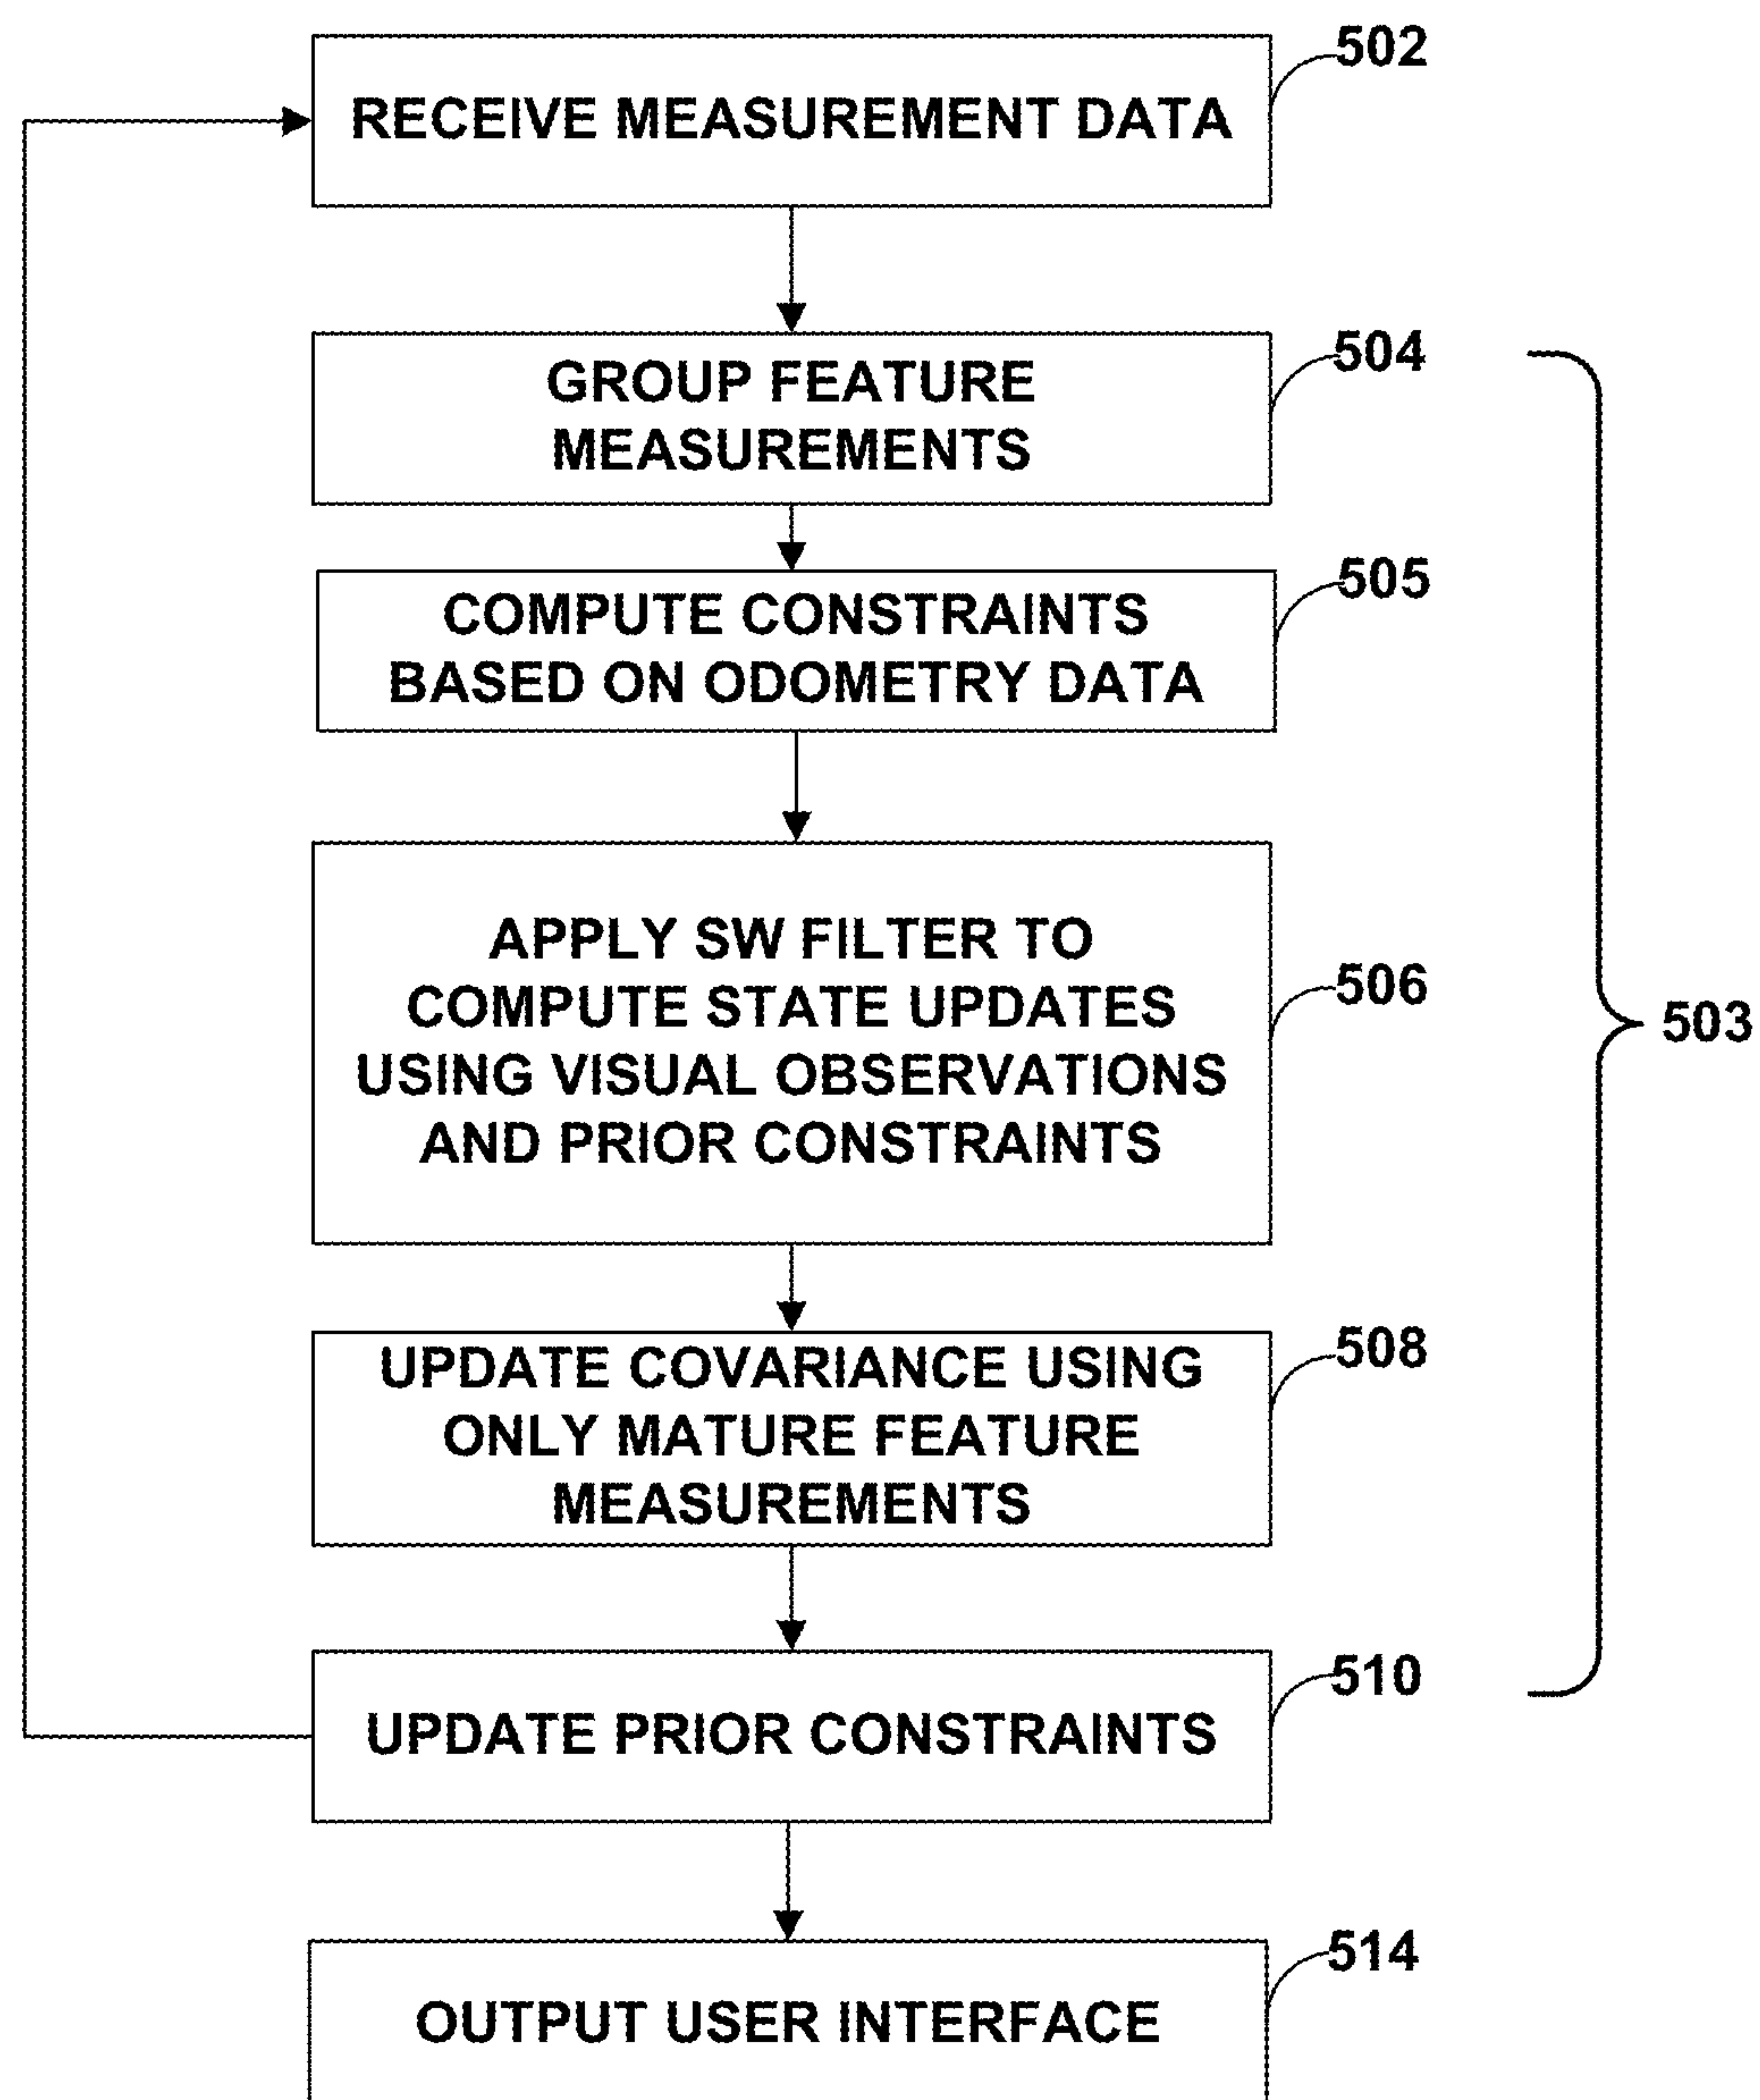 502
RECEIVE MEASUREMENT DATA
504
GROUP FEATURE
MEASUREMENTS
505
COMPUTE CONSTRAINTS
BASED ON ODOMETRY DATA
506
APPLY SW FILTER TO
COMPUTE STATE UPDATES
USING VISUAL OBSERVATIONS
AND PRIOR CONSTRAINTS
503
508
UPDATE COVARIANCE USING
ONLY MATURE FEATURE
MEASUREMENTS
510
UPDATE PRIOR CONSTRAINTS
514
OUTPUT USER INTERFACE